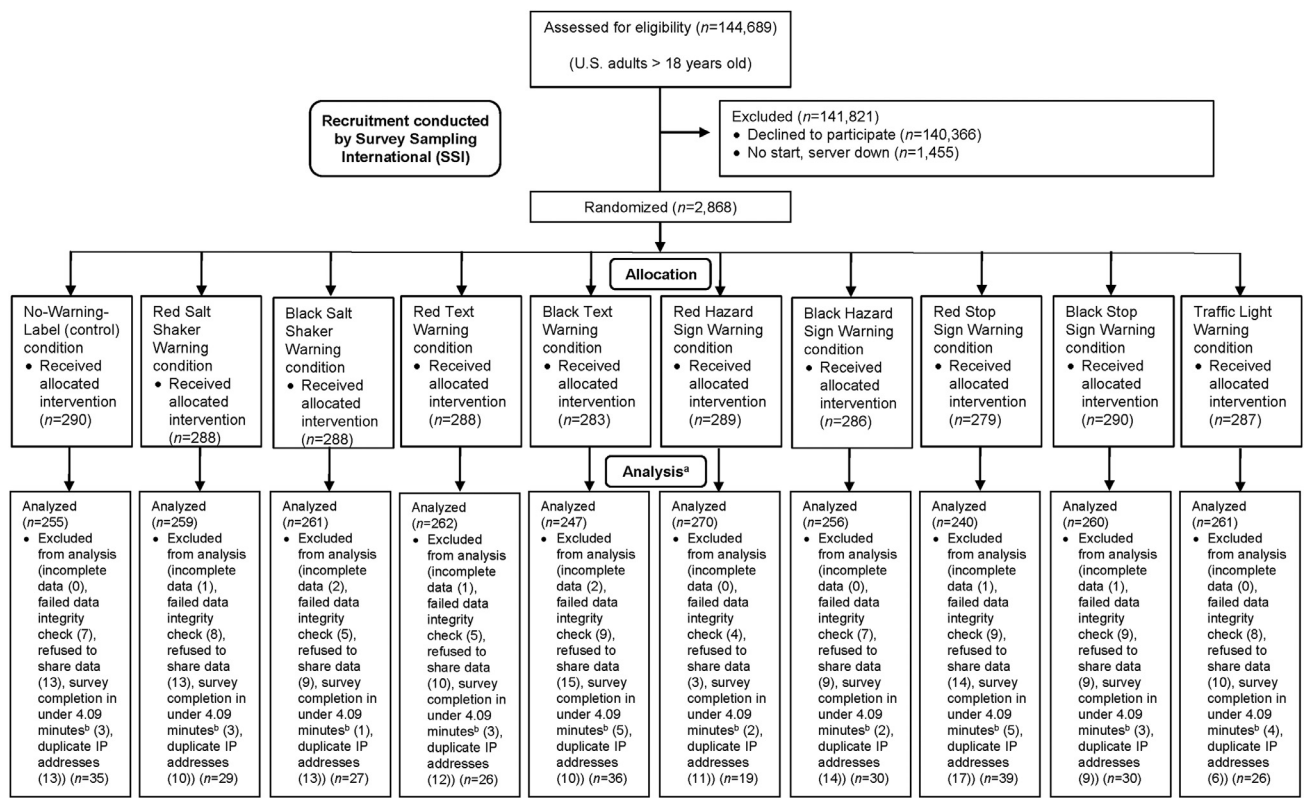 Assessed for eligibility (n=144,689)
(U.S. adults > 18 years old)
Recruitment conducted
by Survey Sampling
International (SSI)
Excluded (n=141,821)
• Declined to participate (n=140,366)
• No start, server down (n=1,455)
Randomized (n=2,868)
Allocation
No-Warning-
Label (control)
condition
• Received
allocated
intervention
(n=290)
Red Salt
Shaker
Warning
condition
• Received
allocated
intervention
(n=288)
Black Salt
Shaker
Warning
condition
• Received
allocated
intervention
(n=288)
Red Text
Warning
condition
• Received
allocated
intervention
(n=288)
Black Text
Warning
condition
• Received
allocated
intervention
(n=283)
Red Hazard
Sign Warning
condition
• Received
allocated
intervention
(n=289)
Black Hazard
Sign Warning
condition
• Received
allocated
intervention
(n=286)
Red Stop
Sign Warning
condition
• Received
allocated
intervention
(n=279)
Black Stop
Sign Warning
condition
• Received
allocated
intervention
(n=290)
Traffic Light
Warning
condition
• Received
allocated
intervention
(n=287)
Analysisᵃ
Analyzed
(n=255)
• Excluded
from analysis
(incomplete
data (0),
failed data
integrity
check (7),
refused to
share data
(13), survey
completion in
under 4.09
minutesᵇ (3),
duplicate IP
addresses
(13)) (n=35)
Analyzed
(n=259)
• Excluded
from analysis
(incomplete
data (1),
failed data
integrity
check (8),
refused to
share data
(13), survey
completion in
under 4.09
minutesᵇ (3),
duplicate IP
addresses
(10)) (n=29)
Analyzed
(n=261)
• Excluded
from analysis
(incomplete
data (2),
failed data
integrity
check (5),
refused to
share data
(9), survey
completion in
under 4.09
minutesᵇ (1),
duplicate IP
addresses
(13)) (n=27)
Analyzed
(n=262)
• Excluded
from analysis
(incomplete
data (1),
failed data
integrity
check (5),
refused to
share data
(10), survey
completion in
under 4.09
minutesᵇ (3),
duplicate IP
addresses
(12)) (n=26)
Analyzed
(n=247)
• Excluded
from analysis
(incomplete
data (2),
failed data
integrity
check (9),
refused to
share data
(15), survey
completion in
under 4.09
minutesᵇ (5),
duplicate IP
addresses
(10)) (n=36)
Analyzed
(n=270)
• Excluded
from analysis
(incomplete
data (0),
failed data
integrity
check (4),
refused to
share data
(3), survey
completion in
under 4.09
minutesᵇ (2),
duplicate IP
addresses
(11)) (n=19)
Analyzed
(n=256)
• Excluded
from analysis
(incomplete
data (0),
failed data
integrity
check (7),
refused to
share data
(9), survey
completion in
under 4.09
minutesᵇ (2),
duplicate IP
addresses
(14)) (n=30)
Analyzed
(n=240)
• Excluded
from analysis
(incomplete
data (1),
failed data
integrity
check (9),
refused to
share data
(14), survey
completion in
under 4.09
minutesᵇ (5),
duplicate IP
addresses
(17)) (n=39)
Analyzed
(n=260)
• Excluded
from analysis
(incomplete
data (1),
failed data
integrity
check (9),
refused to
share data
(9), survey
completion in
under 4.09
minutesᵇ (3),
duplicate IP
addresses
(9)) (n=30)
Analyzed
(n=261)
• Excluded
from analysis
(incomplete
data (0),
failed data
integrity
check (8),
refused to
share data
(10), survey
completion in
under 4.09
minutesᵇ (4),
duplicate IP
addresses
(6)) (n=26)